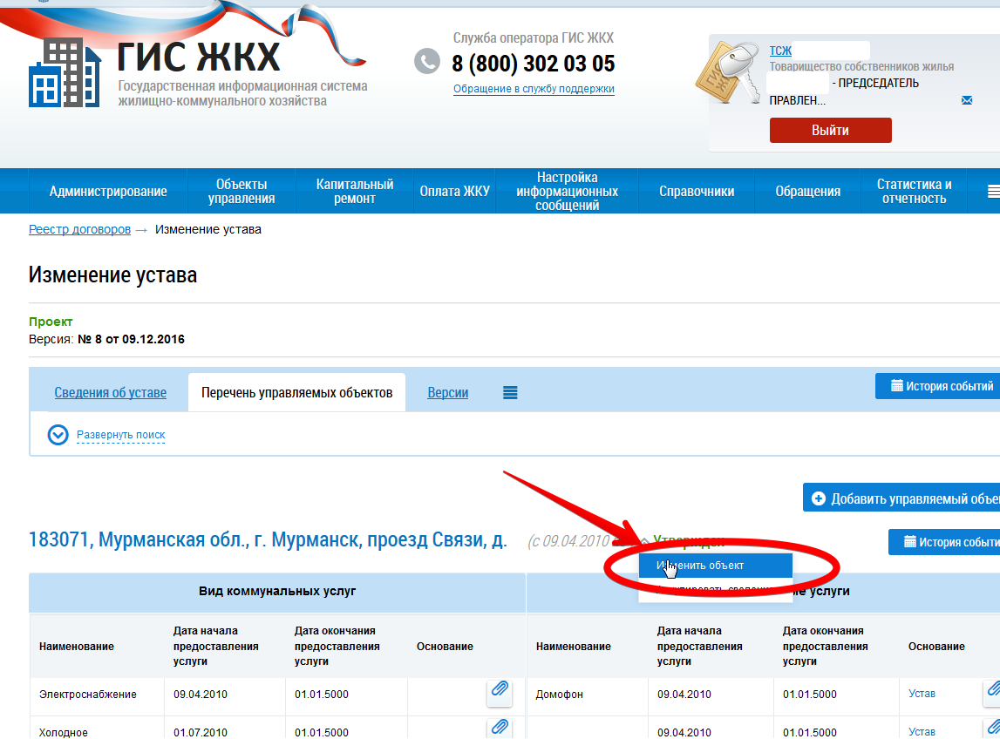 ГИС ЖКХ
Государственная информационная система
жилищно-коммунального хозяйства
Служба оператора ГИС ЖКХ
8 (800) 302 03 05
Обращение в службу поддержки
ГИС
ЖК
ТСЖ
Товарищество собственников жилья
- ПРЕДСЕДАТЕЛЬ
ПРАВЛЕН...
Выйти
Администрирование
Объекты
управления
Капитальный
ремонт
Оплата ЖКУ
Настройка
информационных
сообщений
Справочники
Обращения
Статистика и
отчетность
Реестр договоров → Изменение устава
Изменение устава
Проект
Версия: № 8 от 09.12.2016
Сведения об уставе
Перечень управляемых объектов
Версии
История событий
Развернуть поиск
Добавить управляемый объе
183071, Мурманская обл., г. Мурманск, проезд Связи, д.
(с 09.04.2010
Утвержден
История событи
Изменить объект
Вид коммунальных услуг
услуги
Наименование
Дата начала
предоставления
услуги
Дата окончания
предоставления
услуги
Основание
Наименование
Дата начала
предоставления
услуги
Дата окончания
предоставления
услуги
Основание
Электроснабжение 09.04.2010 01.01.5000
Домофон 09.04.2010 01.01.5000 Устав
Холодное 01.07.2010 01.01.5000
09.04.2010 01.01.5000 Устав